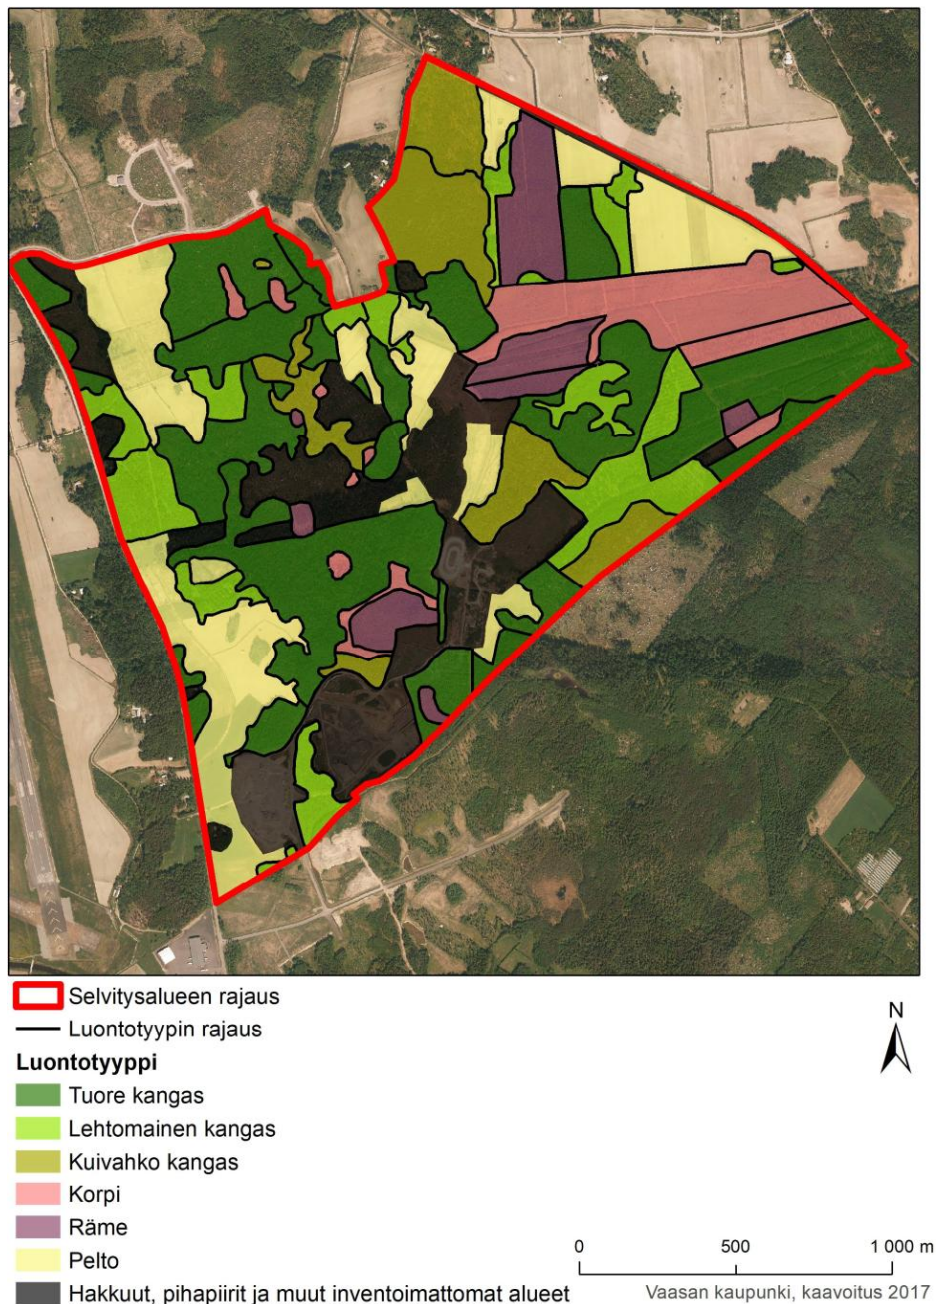 Selvitysalueen rajaus
Luontotyypin rajaus
Luontotyyppi
Tuore kangas
Lehtomainen kangas
Kuivahko kangas
Korpi
Räme
Pelto
Hakkuut, pihapiirit ja muut inventoimattomat alueet
N
0 500 1 000 m
Vaasan kaupunki, kaavoitus 2017